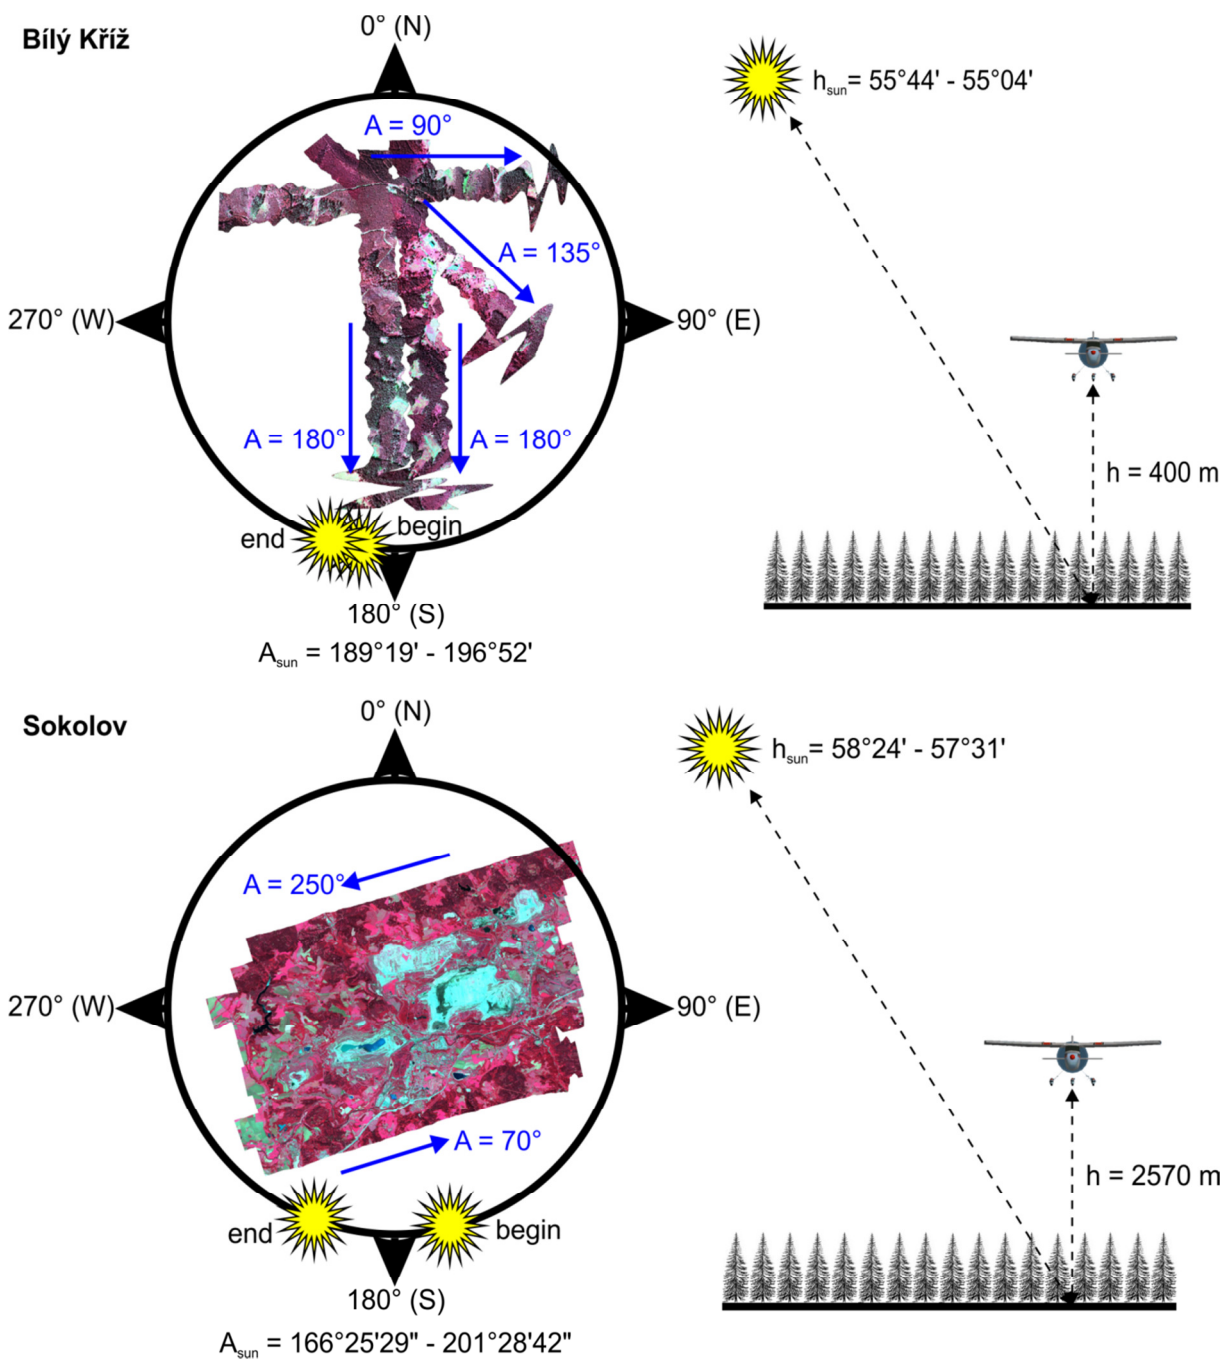 Bílý Kříž
0° (N)
h_sun = 55°44' - 55°04'
A = 90°
A = 135°
270° (W)
90° (E)
A = 180°
A = 180°
h = 400 m
end
begin
180° (S)
A_sun = 189°19' - 196°52'
Sokolov
0° (N)
h_sun = 58°24' - 57°31'
A = 250°
270° (W)
90° (E)
A = 70°
h = 2570 m
end
begin
180° (S)
A_sun = 166°25'29" - 201°28'42"